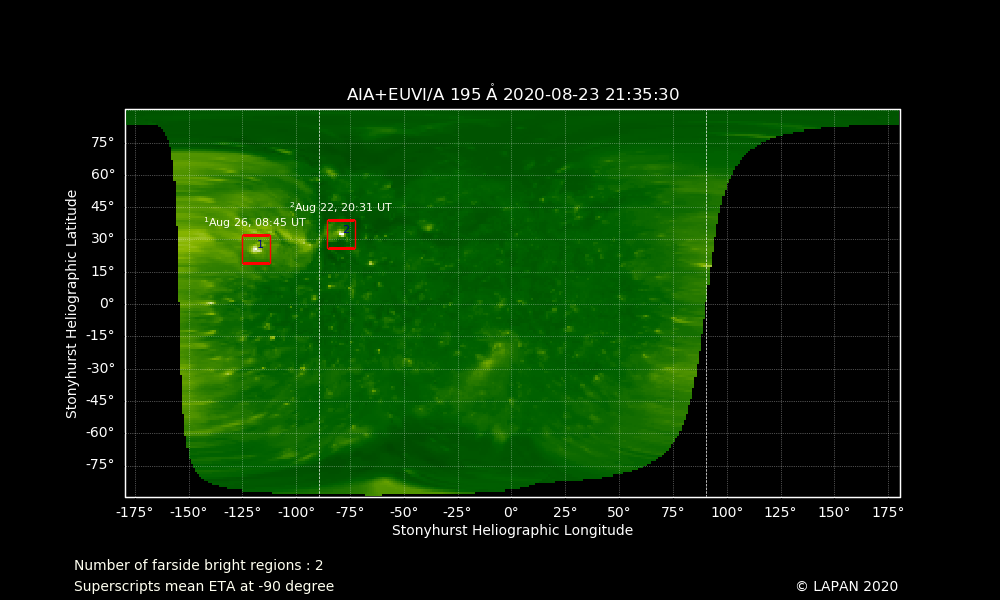 AIA+EUVI/A 195 Å 2020-08-23 21:35:30
Stonyhurst Heliographic Latitude
75°
60°
45°
30°
15°
0°
-15°
-30°
-45°
-60°
-75°
²Aug 22, 20:31 UT
¹Aug 26, 08:45 UT
2
1
-175° -150° -125° -100° -75° -50° -25° 0° 25° 50° 75° 100° 125° 150° 175°
Stonyhurst Heliographic Longitude
Number of farside bright regions : 2
Superscripts mean ETA at -90 degree
© LAPAN 2020